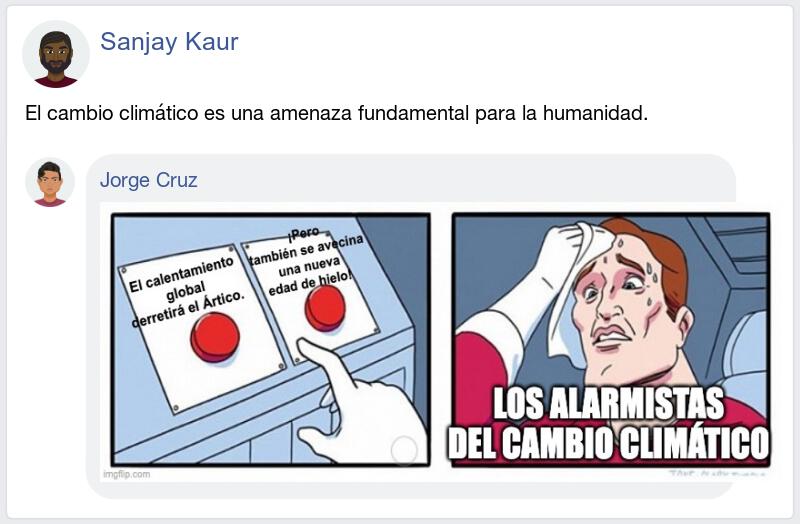 Sanjay Kaur
El cambio climático es una amenaza fundamental para la humanidad.
Jorge Cruz
El calentamiento
global
derretirá el Ártico.
¡Pero
también se avecina
una nueva
edad de hielo!
LOS ALARMISTAS
DEL CAMBIO CLIMÁTICO
imgflip.com